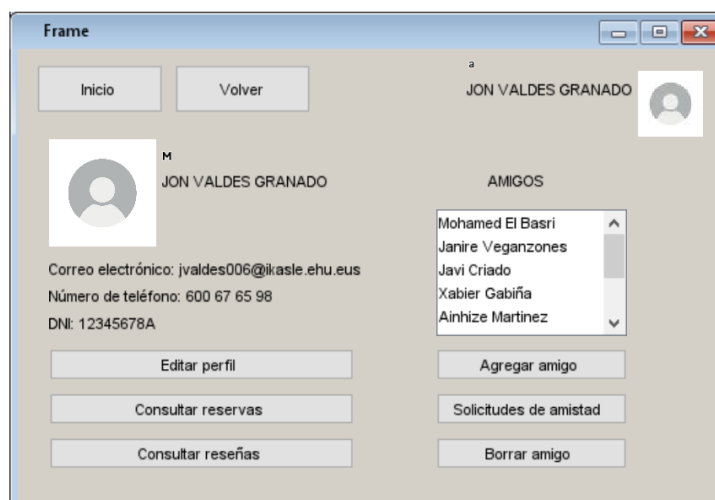 Frame
Inicio
Volver
a
JON VALDES GRANADO
M
JON VALDES GRANADO
Correo electrónico: jvaldes006@ikasle.ehu.eus
Número de teléfono: 600 67 65 98
DNI: 12345678A
Editar perfil
Consultar reservas
Consultar reseñas
AMIGOS
Mohamed El Basri
Janire Veganzones
Javi Criado
Xabier Gabiña
Ainhize Martinez
Agregar amigo
Solicitudes de amistad
Borrar amigo